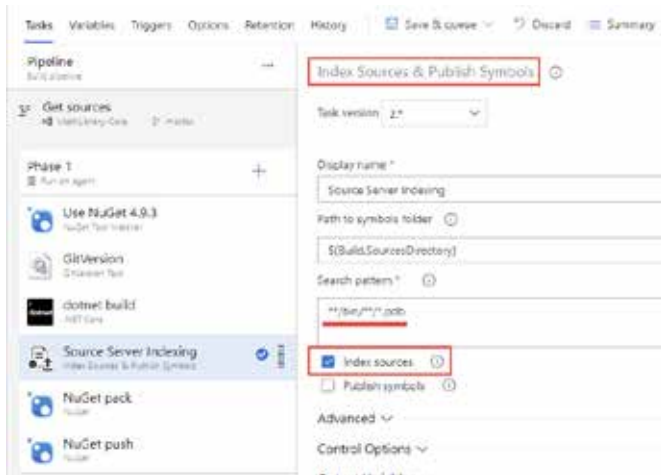 Tasks Variables Triggers Options Retention History Save & queue Discard Summary
Pipeline
Build pipeline
...
Index Sources & Publish Symbols
Get sources
MathLibrary-Core master
Task version 2.*
Phase 1
Run on agent
Display name *
Source Server Indexing
Use NuGet 4.9.3
NuGet Tool Installer
Path to symbols folder
$(Build.SourcesDirectory)
GitVersion
GitVersion Task
Search pattern *
**/bin/**/*.pdb
dotnet build
.NET Core
Source Server Indexing
Index Sources & Publish Symbols
Index sources
Publish symbols
NuGet pack
NuGet
Advanced
NuGet push
NuGet
Control Options